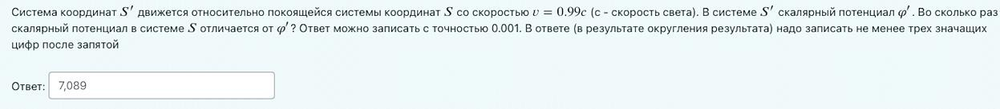 Система координат S′ движется относительно покоящейся системы координат S со скоростью υ = 0.99c (с - скорость света). В системе S′ скалярный потенциал φ′. Во сколько раз
скалярный потенциал в системе S отличается от φ′? Ответ можно записать с точностью 0.001. В ответе (в результате округления результата) надо записать не менее трех значащих
цифр после запятой
Ответ: 7,089